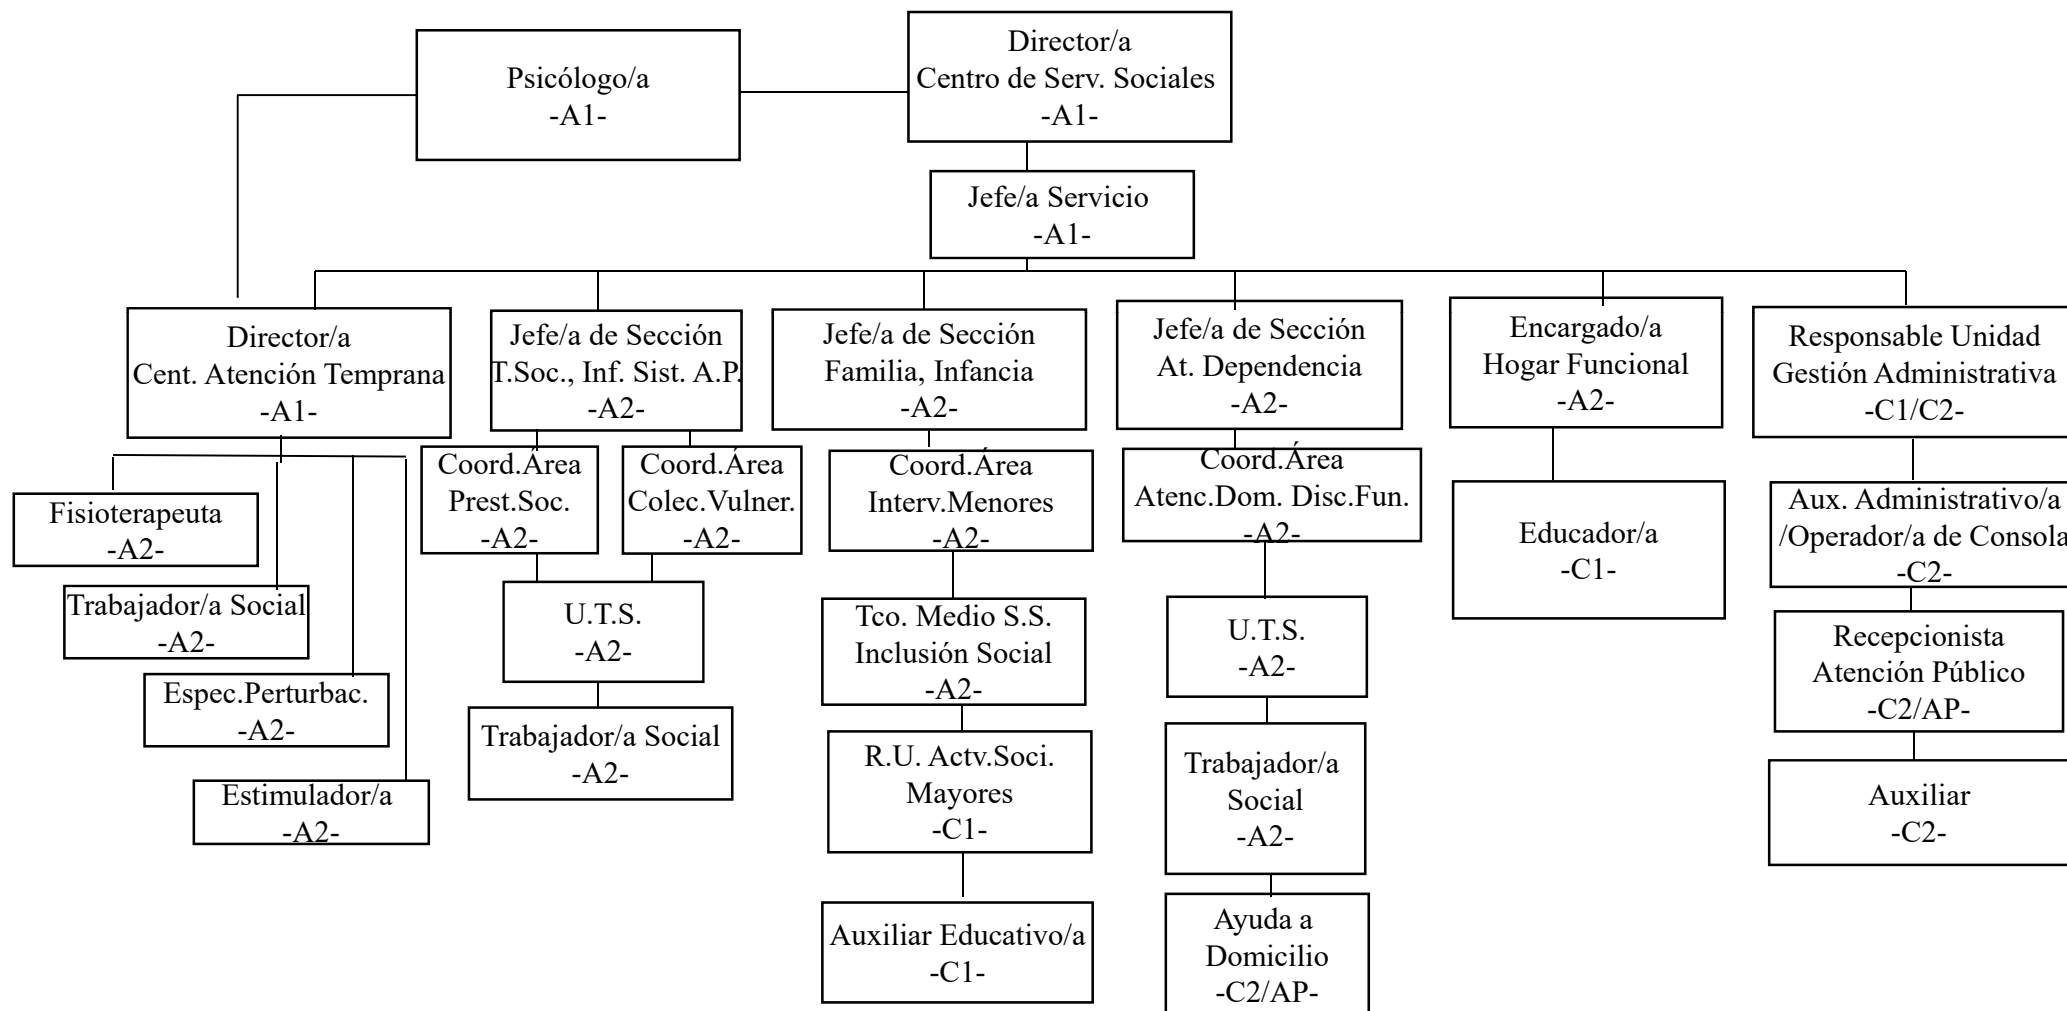 Psicólogo/a
-A1-
Director/a
Centro de Serv. Sociales
-A1-
Jefe/a Servicio
-A1-
Director/a
Cent. Atención Temprana
-A1-
Jefe/a de Sección
T.Soc., Inf. Sist. A.P.
-A2-
Jefe/a de Sección
Familia, Infancia
-A2-
Jefe/a de Sección
At. Dependencia
-A2-
Encargado/a
Hogar Funcional
-A2-
Responsable Unidad
Gestión Administrativa
-C1/C2-
Fisioterapeuta
-A2-
Trabajador/a Social
-A2-
Espec.Perturbac.
-A2-
Estimulador/a
-A2-
Coord.Área
Prest.Soc.
-A2-
Coord.Área
Colec.Vulner.
-A2-
U.T.S.
-A2-
Trabajador/a Social
-A2-
Coord.Área
Interv.Menores
-A2-
Tco. Medio S.S.
Inclusión Social
-A2-
R.U. Actv.Soci.
Mayores
-C1-
Auxiliar Educativo/a
-C1-
Coord.Área
Atenc.Dom. Disc.Fun.
-A2-
U.T.S.
-A2-
Trabajador/a
Social
-A2-
Ayuda a
Domicilio
-C2/AP-
Educador/a
-C1-
Aux. Administrativo/a
/Operador/a de Consola
-C2-
Recepcionista
Atención Público
-C2/AP-
Auxiliar
-C2-